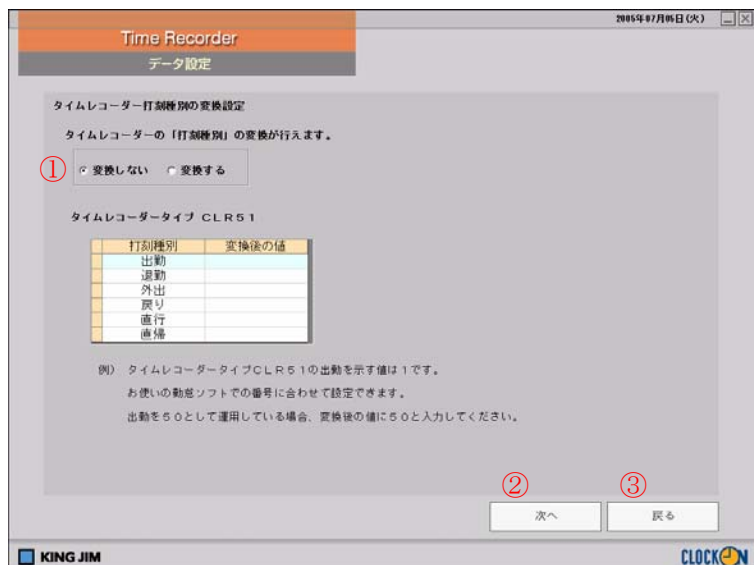 2005年07月05日(火)
Time Recorder
データ設定
タイムレコーダー打刻種別の変換設定
タイムレコーダーの「打刻種別」の変換が行えます。
① 変換しない 変換する
タイムレコーダータイプ CLR51
打刻種別 変換後の値
出勤
退勤
外出
戻り
直行
直帰
例) タイムレコーダータイプCLR51の出勤を示す値は1です。
お使いの勤怠ソフトでの番号に合わせて設定できます。
出勤を50として運用している場合、変換後の値に50と入力してください。
② ③
次へ 戻る
KING JIM CLOCK ON